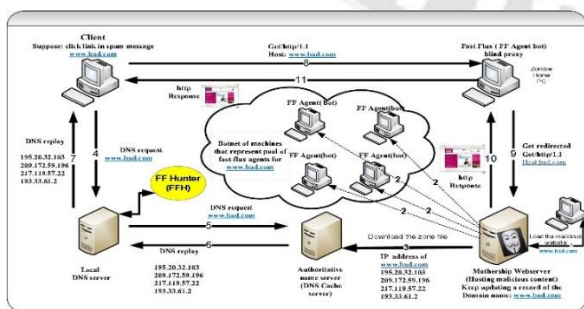 Client
Suppose: click link in spam message
www.bad.com
Get/http/1.1
Host: www.bad.com
8
11
Fast Flux ( FF Agent bot)
blind proxy
Zombie
Home
PC
http
Response
FF Agent( bot)
FF Agent(bot)
Botnet of machines
that represent pool of
fast-flux agents for
www.bad.com
FF Agent(bot)
FF Agent(bot)
2
2
2
2
DNS replay
195.20.32.103
209.172.59.196
217.119.57.22
193.33.61.2
7
4
DNS request
www.bad.com
FF Hunter
(FFH)
http
Response
10
9
Get redirected
Get/http/1.1
Host:bad.com
DNS request
www.bad.com
5
6
DNS replay
195.20.32.103
209.172.59.196
217.119.57.22
193.33.61.2
Local
DNS server
Authoritative
name server
(DNS Cache
server)
Download the zone file
3
IP address of
www.bad.com
195.20.32.103
209.172.59.196
217.119.57.22
193.33.61.2
1
Load the malicious
website
www.bad.com
Mothership Webserver
(Hosting malicious content)
Keep updating a record of the
Domain name: www.bad.com